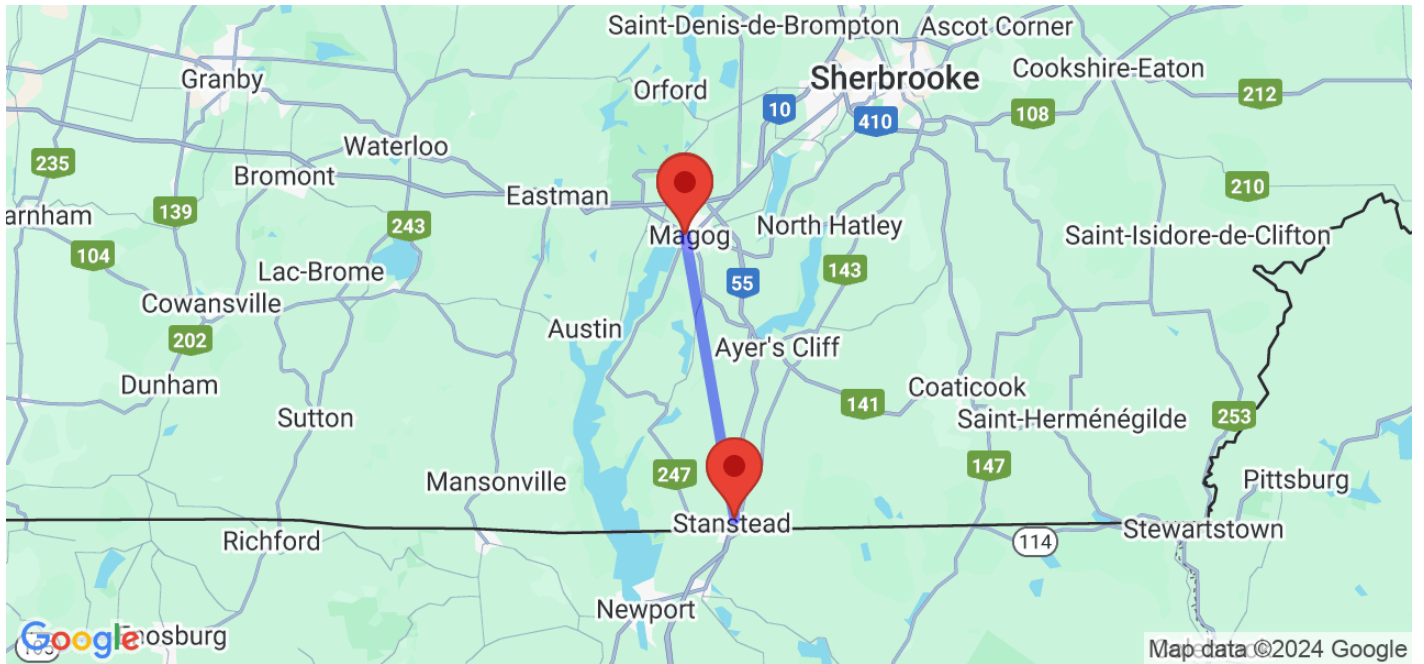 Saint-Denis-de-Brompton
Ascot Corner
Granby
Orford
Sherbrooke
Cookshire-Eaton
10
410
108
212
235
Waterloo
Bromont
Eastman
210
arnham
139
243
Magog
North Hatley
Saint-Isidore-de-Clifton
104
Lac-Brome
55
143
Cowansville
202
Austin
Ayer's Cliff
Dunham
Sutton
141
Coaticook
Saint-Herménégilde
253
Mansonville
247
147
Pittsburg
Richford
Stanstead
114
Stewartstown
Newport
Google
nosburg
Map data ©2024 Google